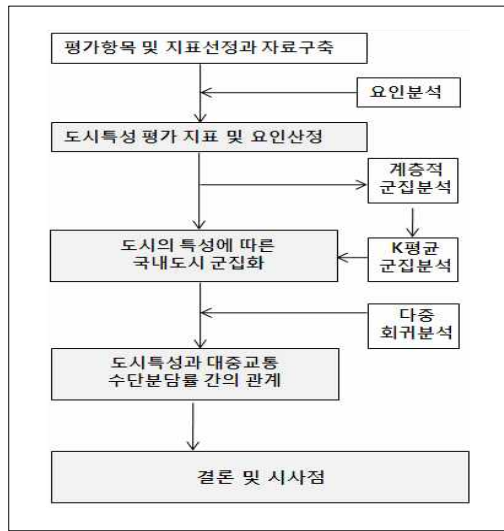 평가항목 및 지표선정과 자료구축
요인분석
도시특성 평가 지표 및 요인산정
계층적
군집분석
도시의 특성에 따른
국내도시 군집화
K평균
군집분석
다중
회귀분석
도시특성과 대중교통
수단분담률 간의 관계
결론 및 시사점